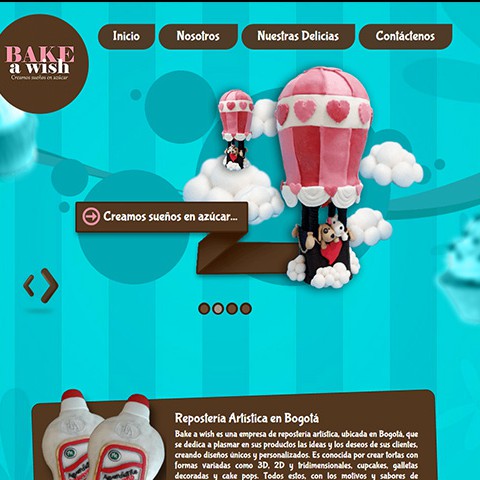 BAKE
a wish
Creamos sueños en azúcar
Inicio
Nosotros
Nuestras Delicias
Contáctenos
Creamos sueños en azúcar...
Repostería Artística en Bogotá
Bake a wish es una empresa de repostería artística, ubicada en Bogotá, que
se dedica a plasmar en sus productos las ideas y los deseos de sus clientes,
creando diseños únicos y personalizados. Es conocida por crear tortas con
formas variadas como 3D, 2D y tridimensionales, cupcakes, galletas
decoradas y cake pops. Todos estos, con los motivos y sabores de